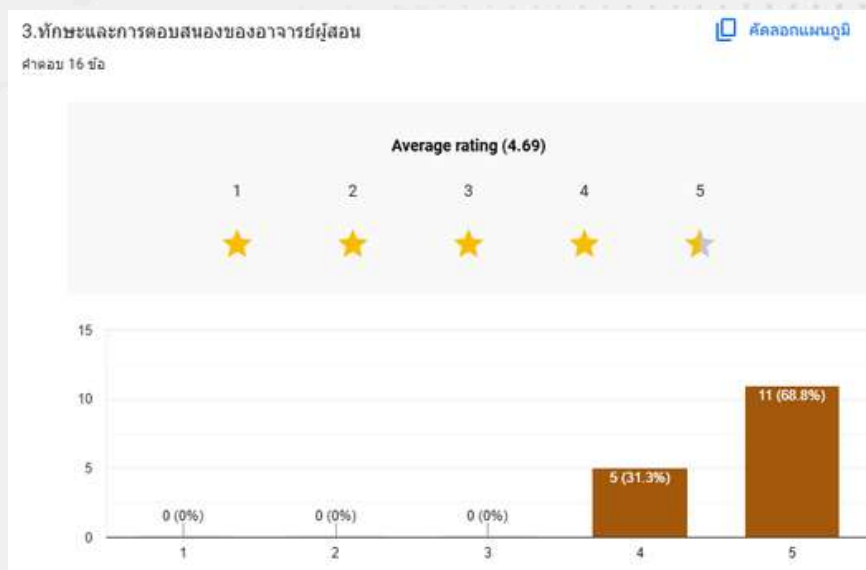 3.ทักษะและการตอบสนองของอาจารย์ผู้สอน
คัดลอกแผนภูมิ
คำตอบ 16 ข้อ
Average rating (4.69)
1 2 3 4 5
15
10
5
0
0 (0%) 0 (0%) 0 (0%) 5 (31.3%) 11 (68.8%)
1 2 3 4 5